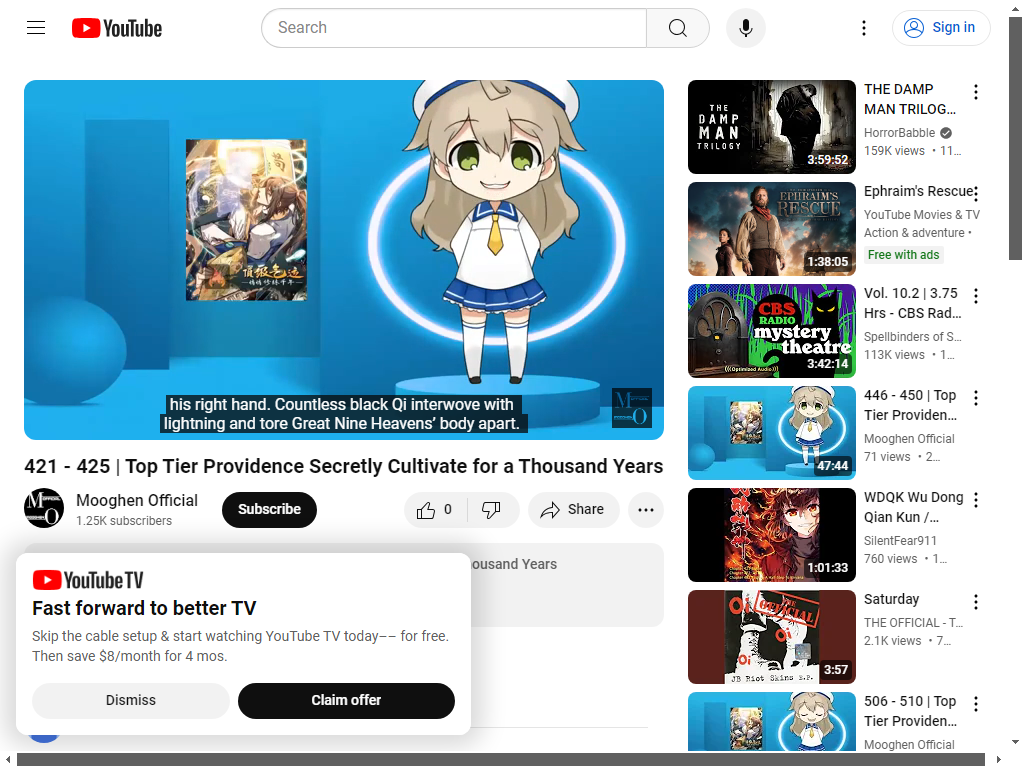 YouTube
Search
Sign in
his right hand. Countless black Qi interwove with
lightning and tore Great Nine Heavens’ body apart.
421 - 425 | Top Tier Providence Secretly Cultivate for a Thousand Years
Mooghen Official
1.25K subscribers
Subscribe
0
Share
ousand Years
YouTube TV
Fast forward to better TV
Skip the cable setup & start watching YouTube TV today–– for free.
Then save $8/month for 4 mos.
Dismiss
Claim offer
THE
DAMP
MAN
TRILOGY
3:59:52
THE DAMP
MAN TRILOG…
HorrorBabble
159K views • 11…
EPHRAIM'S
RESCUE
1:38:05
Ephraim's Rescue
YouTube Movies & TV
Action & adventure •
Free with ads
CBS
RADIO
mystery
theatre
(((Optimized Audio)))
3:42:14
Vol. 10.2 | 3.75
Hrs - CBS Rad…
Spellbinders of S…
113K views • 1…
47:44
446 - 450 | Top
Tier Providen…
Mooghen Official
71 views • 2…
1:01:33
WDQK Wu Dong
Qian Kun /…
SilentFear911
760 views • 1…
Oi
THE
OFFICIAL
Oi
Oi
JB Riot Skins E.P.
3:57
Saturday
THE OFFICIAL - T…
2.1K views • 7…
506 - 510 | Top
Tier Providen…
Mooghen Official